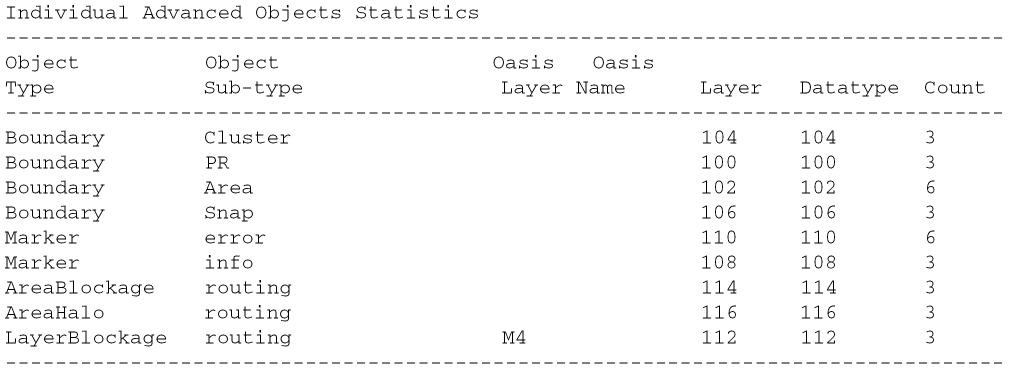 Individual Advanced Objects Statistics
----------------------------------------------------------------------------------
Object          Object                 Oasis   Oasis
Type            Sub-type                Layer Name      Layer   Datatype  Count
----------------------------------------------------------------------------------
Boundary        Cluster                                 104     104       3
Boundary        PR                                      100     100       3
Boundary        Area                                    102     102       6
Boundary        Snap                                    106     106       3
Marker          error                                   110     110       6
Marker          info                                    108     108       3
AreaBlockage    routing                                 114     114       3
AreaHalo        routing                                 116     116       3
LayerBlockage   routing                 M4              112     112       3
----------------------------------------------------------------------------------